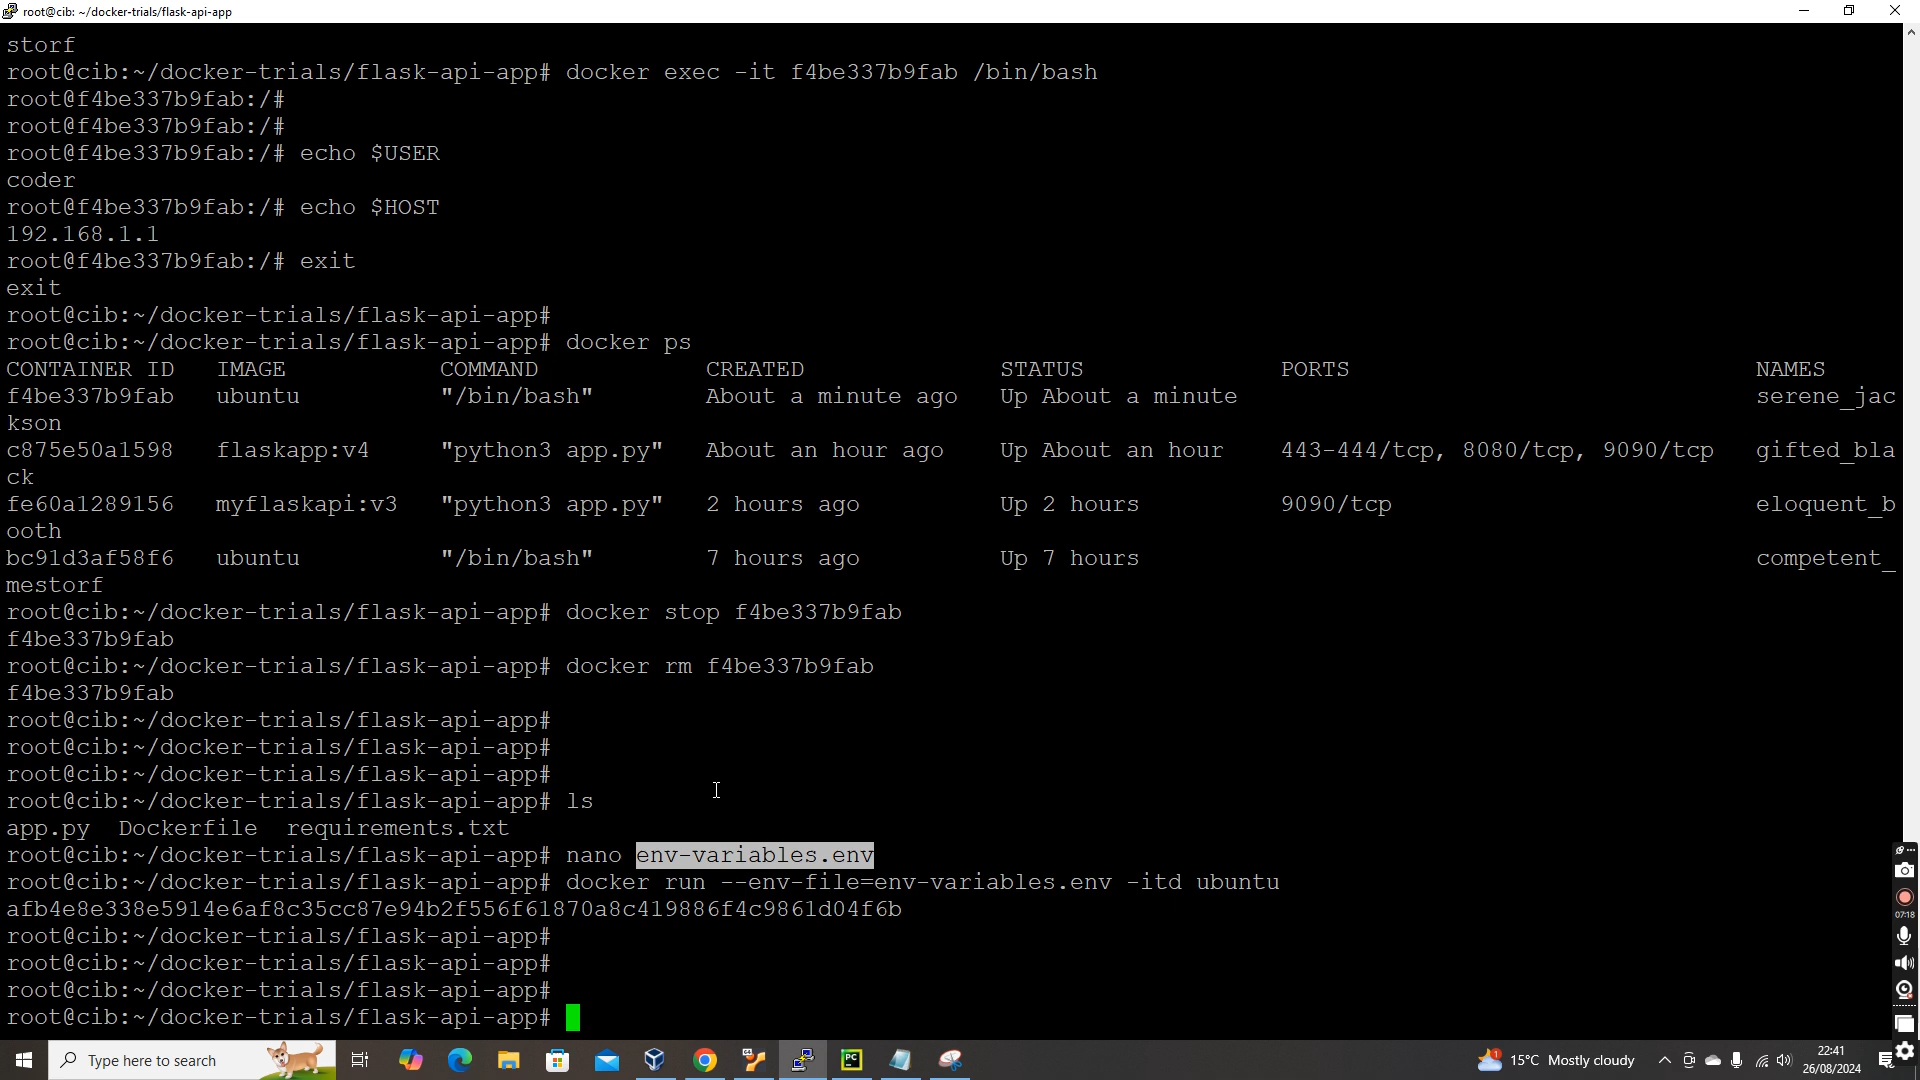 root@cib: ~/docker-trials/flask-api-app
storf
root@cib:~/docker-trials/flask-api-app# docker exec -it f4be337b9fab /bin/bash
root@f4be337b9fab:/#
root@f4be337b9fab:/#
root@f4be337b9fab:/# echo $USER
coder
root@f4be337b9fab:/# echo $HOST
192.168.1.1
root@f4be337b9fab:/# exit
exit
root@cib:~/docker-trials/flask-api-app#
root@cib:~/docker-trials/flask-api-app# docker ps
CONTAINER ID   IMAGE           COMMAND            CREATED              STATUS              PORTS                              NAMES
f4be337b9fab   ubuntu          "/bin/bash"        About a minute ago   Up About a minute                                      serene_jac
kson
c875e50a1598   flaskapp:v4     "python3 app.py"   About an hour ago    Up About an hour    443-444/tcp, 8080/tcp, 9090/tcp   gifted_bla
ck
fe60a1289156   myflaskapi:v3   "python3 app.py"   2 hours ago          Up 2 hours          9090/tcp                           eloquent_b
ooth
bc91d3af58f6   ubuntu          "/bin/bash"        7 hours ago          Up 7 hours                                             competent_
mestorf
root@cib:~/docker-trials/flask-api-app# docker stop f4be337b9fab
f4be337b9fab
root@cib:~/docker-trials/flask-api-app# docker rm f4be337b9fab
f4be337b9fab
root@cib:~/docker-trials/flask-api-app#
root@cib:~/docker-trials/flask-api-app#
root@cib:~/docker-trials/flask-api-app#
root@cib:~/docker-trials/flask-api-app# ls
app.py  Dockerfile  requirements.txt
root@cib:~/docker-trials/flask-api-app# nano env-variables.env
root@cib:~/docker-trials/flask-api-app# docker run --env-file=env-variables.env -itd ubuntu
afb4e8e338e5914e6af8c35cc87e94b2f556f61870a8c419886f4c9861d04f6b
root@cib:~/docker-trials/flask-api-app#
root@cib:~/docker-trials/flask-api-app#
root@cib:~/docker-trials/flask-api-app#
root@cib:~/docker-trials/flask-api-app#
07:18
Type here to search
PC
15°C Mostly cloudy
22:41
26/08/2024